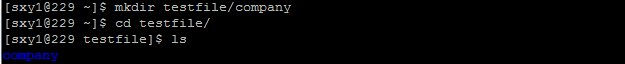 [sxy1@229 ~]$ mkdir testfile/company
[sxy1@229 ~]$ cd testfile/
[sxy1@229 testfile]$ ls
company